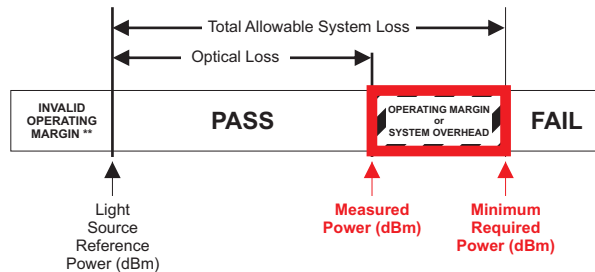 Total Allowable System Loss
Optical Loss
INVALID
OPERATING
MARGIN **
PASS
OPERATING MARGIN
or
SYSTEM OVERHEAD
FAIL
Light
Source
Reference
Power (dBm)
Measured
Power (dBm)
Minimum
Required
Power (dBm)